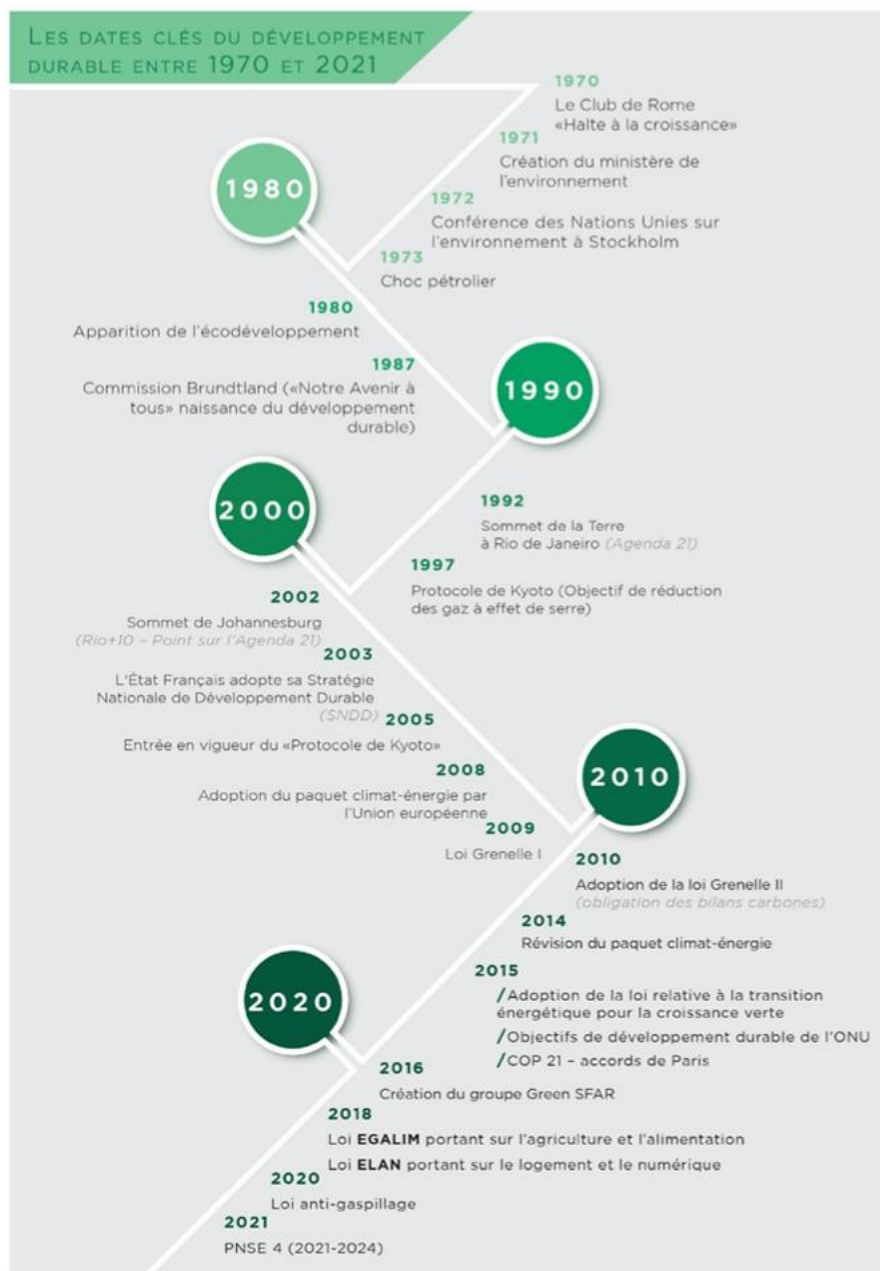 LES DATES CLÉS DU DÉVELOPPEMENT
DURABLE ENTRE 1970 ET 2021
1970
Le Club de Rome
«Halte à la croissance»
1971
Création du ministère de
l'environnement
1980
1972
Conférence des Nations Unies sur
l'environnement à Stockholm
1973
Choc pétrolier
1980
Apparition de l'écodéveloppement
1987
Commission Brundtland («Notre Avenir à
tous» naissance du développement
durable)
1990
2000
1992
Sommet de la Terre
à Rio de Janeiro (Agenda 21)
1997
Protocole de Kyoto (Objectif de réduction
des gaz à effet de serre)
2002
Sommet de Johannesburg
(Rio+10 – Point sur l'Agenda 21)
2003
L'État Français adopte sa Stratégie
Nationale de Développement Durable
(SNDD)
2005
Entrée en vigueur du «Protocole de Kyoto»
2008
Adoption du paquet climat-énergie par
l'Union européenne
2009
Loi Grenelle I
2010
2010
Adoption de la loi Grenelle II
(obligation des bilans carbones)
2014
Révision du paquet climat-énergie
2015
/Adoption de la loi relative à la transition
énergétique pour la croissance verte
/Objectifs de développement durable de l'ONU
/COP 21 – accords de Paris
2020
2016
Création du groupe Green SFAR
2018
Loi EGALIM portant sur l'agriculture et l'alimentation
Loi ELAN portant sur le logement et le numérique
2020
Loi anti-gaspillage
2021
PNSE 4 (2021-2024)